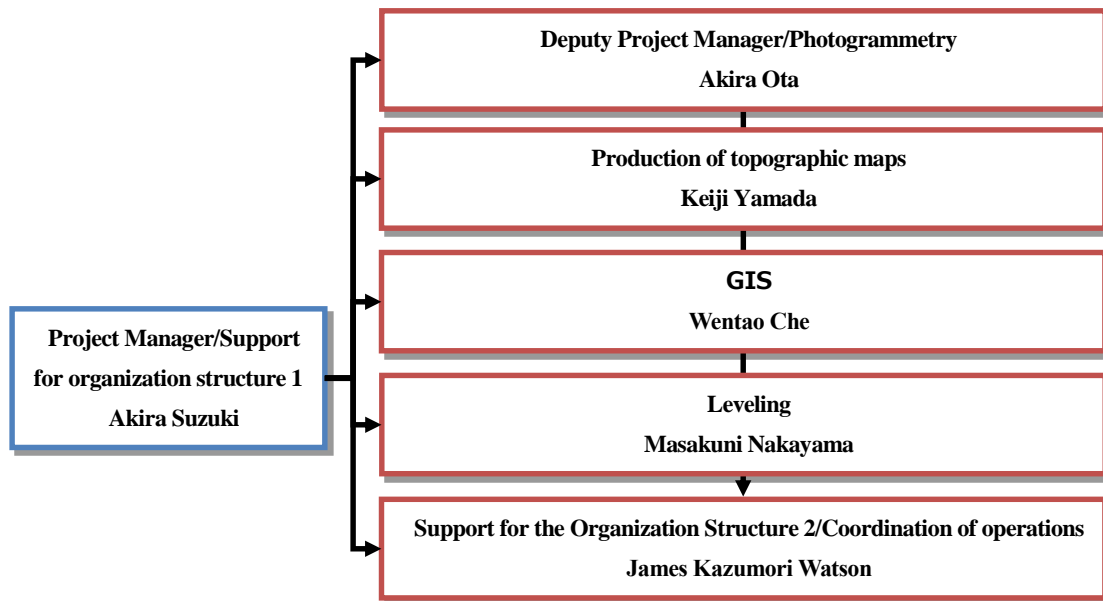 Deputy Project Manager/Photogrammetry
Akira Ota
Production of topographic maps
Keiji Yamada
GIS
Wentao Che
Project Manager/Support
for organization structure 1
Akira Suzuki
Leveling
Masakuni Nakayama
Support for the Organization Structure 2/Coordination of operations
James Kazumori Watson